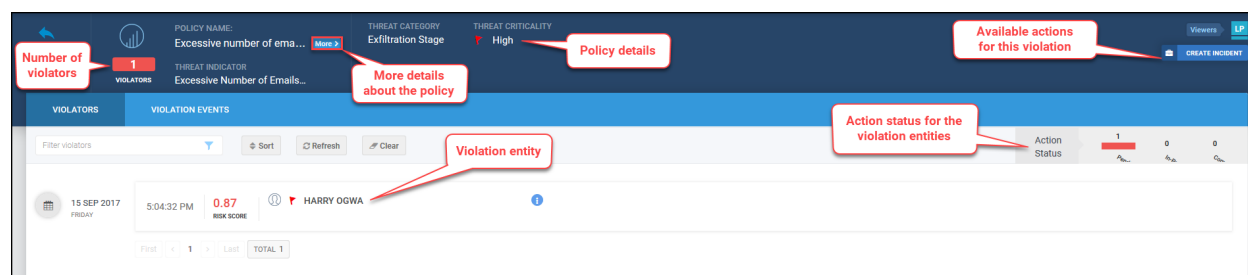 POLICY NAME:
Excessive number of ema... More >
THREAT CATEGORY
Exfiltration Stage
THREAT CRITICALITY
High
Policy details
Available actions
for this violation
Viewers
LP
CREATE INCIDENT
Number of
violators
1
VIOLATORS
THREAT INDICATOR
Excessive Number of Emails...
More details
about the policy
VIOLATORS
VIOLATION EVENTS
Action status for the
violation entities
Filter violators
Sort
Refresh
Clear
Violation entity
Action
Status
1
0
0
Pen...
In-P...
Com...
15 SEP 2017
FRIDAY
5:04:32 PM
0.87
RISK SCORE
HARRY OGWA
First < 1 > Last TOTAL 1